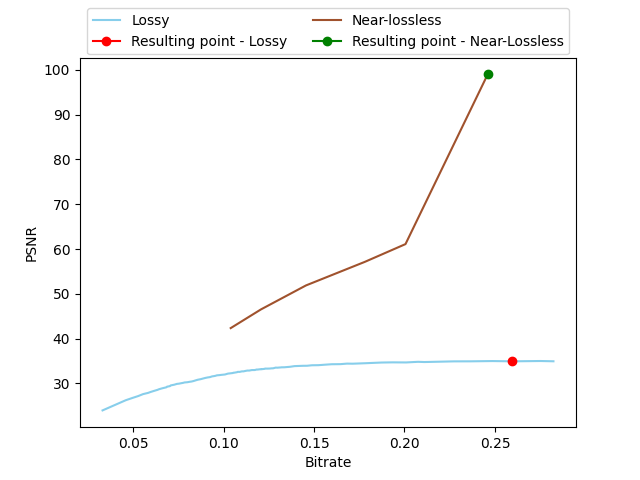 Lossy
Near-lossless
Resulting point - Lossy
Resulting point - Near-Lossless
100
90
80
70
60
50
40
30
PSNR
0.05
0.10
0.15
0.20
0.25
Bitrate